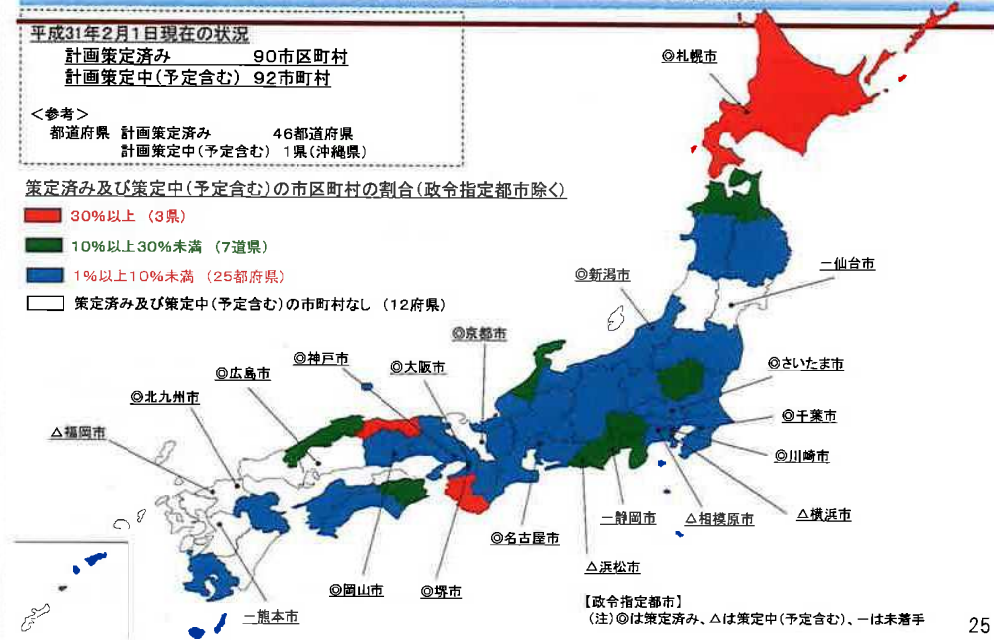 平成31年2月1日現在の状況
計画策定済み 90市区町村
計画策定中(予定含む) 92市町村
<参考>
都道府県 計画策定済み 46都道府県
計画策定中(予定含む) 1県(沖縄県)
策定済み及び策定中(予定含む)の市区町村の割合(政令指定都市除く)
30%以上 (3県)
10%以上30%未満 (7道県)
1%以上10%未満 (25都府県)
策定済み及び策定中(予定含む)の市町村なし (12府県)
◎札幌市
－仙台市
◎新潟市
◎京都市
◎神戸市
◎大阪市
◎広島市
◎北九州市
△福岡市
◎さいたま市
◎千葉市
◎川崎市
△横浜市
△相模原市
－静岡市
△浜松市
◎名古屋市
◎堺市
◎岡山市
－熊本市
【政令指定都市】
(注)◎は策定済み、△は策定中(予定含む)、－は未着手
25